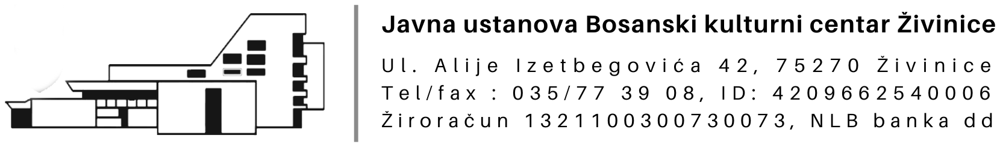 Javna ustanova Bosanski kulturni centar Živinice
Ul. Alije Izetbegovića 42, 75270 Živinice
Tel/fax : 035/77 39 08, ID: 4209662540006
Žiroračun 1321100300730073, NLB banka dd